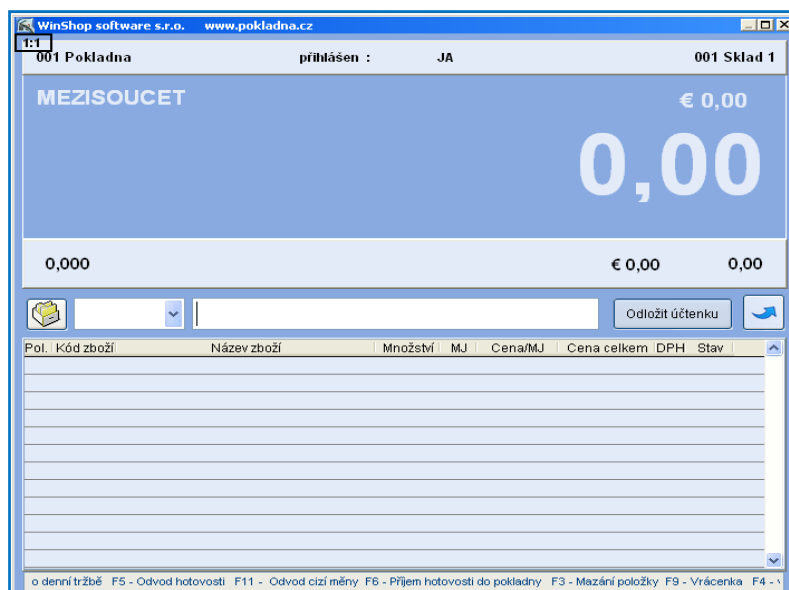 WinShop software s.r.o. www.pokladna.cz
1:1
001 Pokladna přihlášen : JA 001 Sklad 1
MEZISOUCET € 0,00
0,00
0,000 € 0,00 0,00
Odložit účtenku
Pol. Kód zboží Název zboží Množství MJ Cena/MJ Cena celkem DPH Stav
o denní tržbě F5 - Odvod hotovosti F11 - Odvod cizí měny F6 - Příjem hotovosti do pokladny F3 - Mazání položky F9 - Vrácenka F4 -